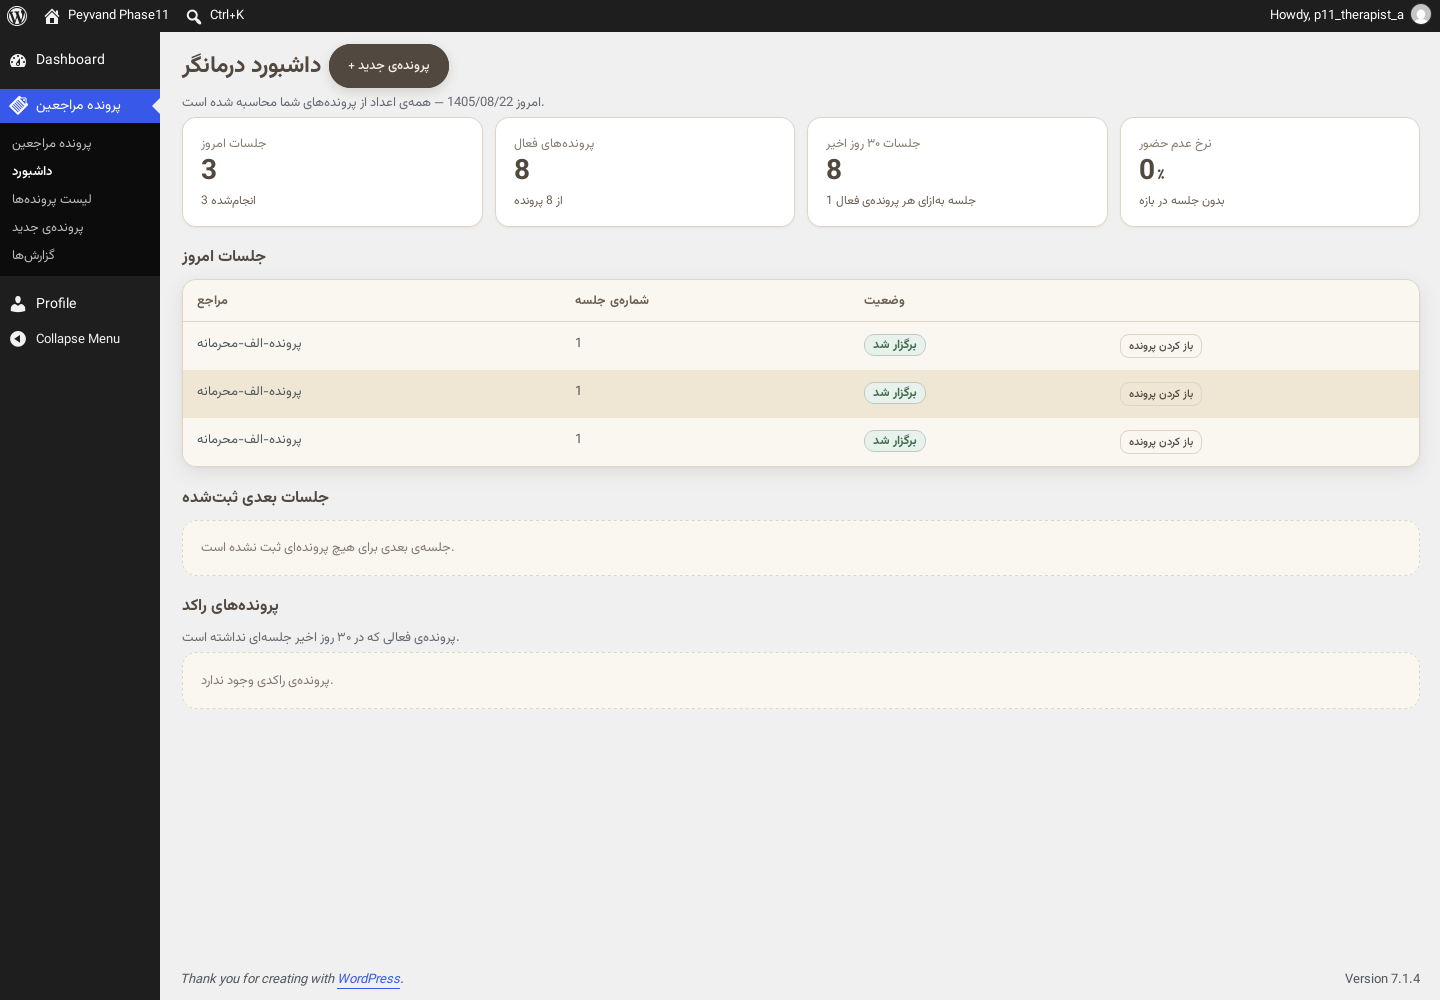 Peyvand Phase11
Ctrl+K
Howdy, p11_therapist_a
Dashboard
پرونده مراجعین
پرونده مراجعین
داشبورد
لیست پرونده‌ها
پرونده‌ی جدید
گزارش‌ها
Profile
Collapse Menu
داشبورد درمانگر
+ پرونده‌ی جدید
امروز 1405/08/22 — همه‌ی اعداد از پرونده‌های شما محاسبه شده است.
جلسات امروز
3
3 انجام‌شده
پرونده‌های فعال
8
از 8 پرونده
جلسات ۳۰ روز اخیر
8
1 جلسه به‌ازای هر پرونده‌ی فعال
نرخ عدم حضور
0٪
بدون جلسه در بازه
جلسات امروز
مراجع شماره‌ی جلسه وضعیت
پرونده-الف-محرمانه 1 برگزار شد باز کردن پرونده
پرونده-الف-محرمانه 1 برگزار شد باز کردن پرونده
پرونده-الف-محرمانه 1 برگزار شد باز کردن پرونده
جلسات بعدی ثبت‌شده
جلسه‌ی بعدی برای هیچ پرونده‌ای ثبت نشده است.
پرونده‌های راکد
پرونده‌ی فعالی که در ۳۰ روز اخیر جلسه‌ای نداشته است.
پرونده‌ی راکدی وجود ندارد.
Thank you for creating with WordPress.
Version 7.1.4